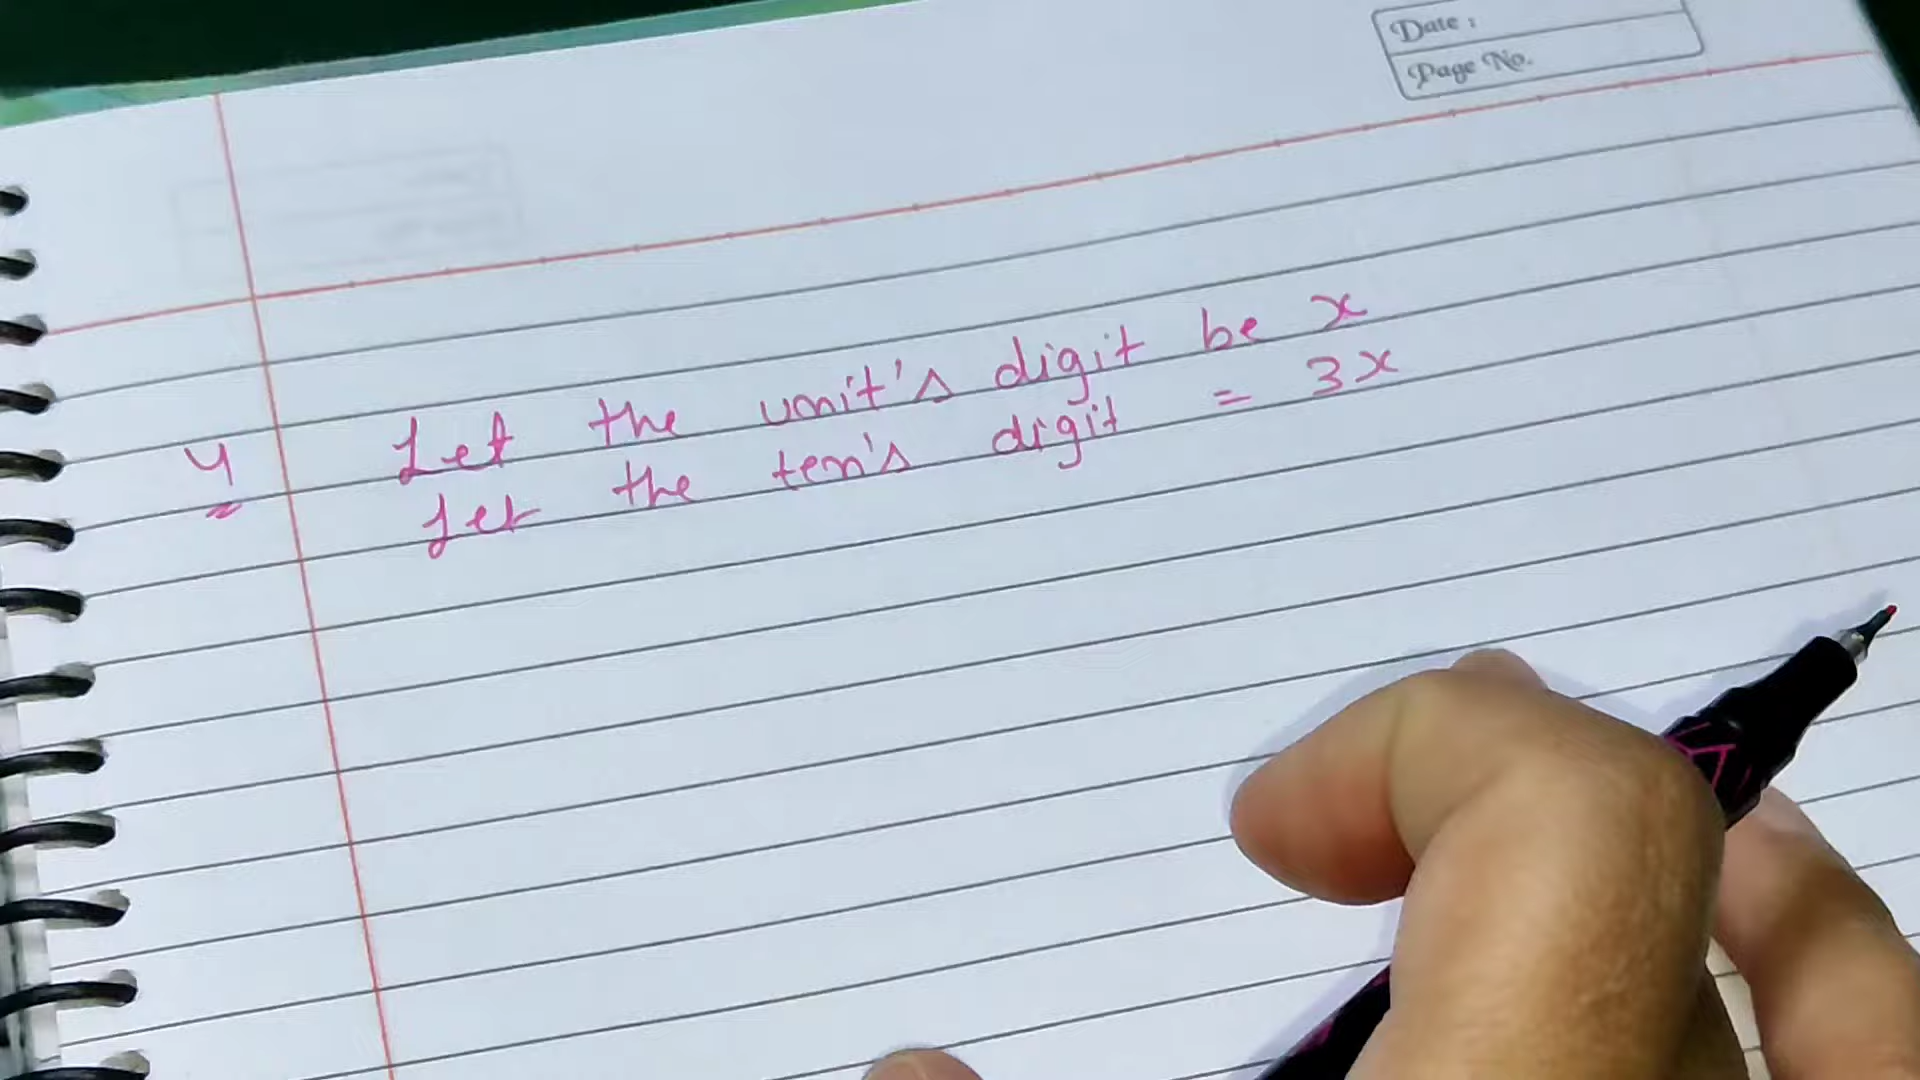 Date :
Page No.
4 Let the unit's digit be x
Let the ten's digit = 3x